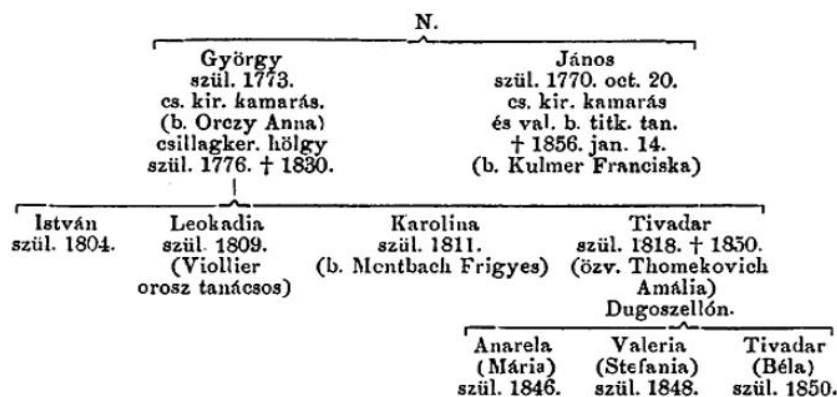 N.
György
szül. 1773.
cs. kir. kamarás.
(b. Orczy Anna)
csillagker. hölgy
szül. 1776. † 1830.
János
szül. 1770. oct. 20.
cs. kir. kamarás
és val. b. titk. tan.
† 1856. jan. 14.
(b. Kulmer Franciska)
István
szül. 1804.
Leokadia
szül. 1809.
(Viollier
orosz tanácsos)
Karolina
szül. 1811.
(b. Montbach Frigyes)
Tivadar
szül. 1818. † 1850.
(özv. Thomekovich
Amália)
Dugoszellón.
Anarela
(Mária)
szül. 1846.
Valeria
(Stefania)
szül. 1848.
Tivadar
(Béla)
szül. 1850.